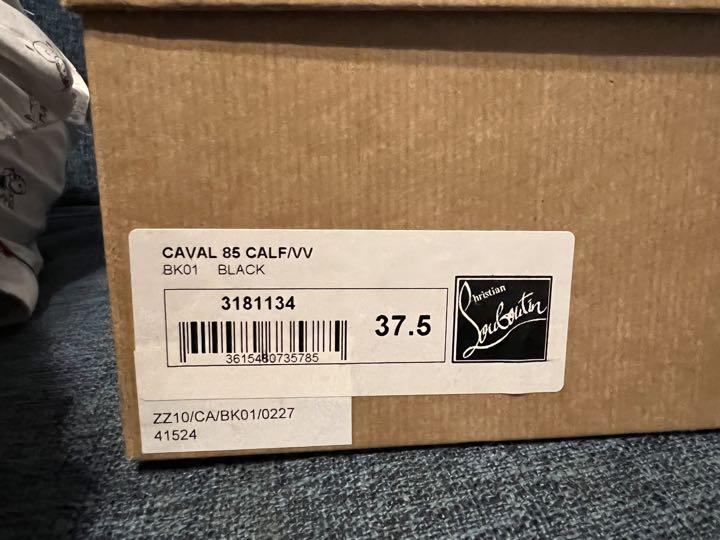 CAVAL 85 CALF/VV
BK01 BLACK
3181134
3615480735785
37.5
Christian
Louboutin
ZZ10/CA/BK01/0227
41524